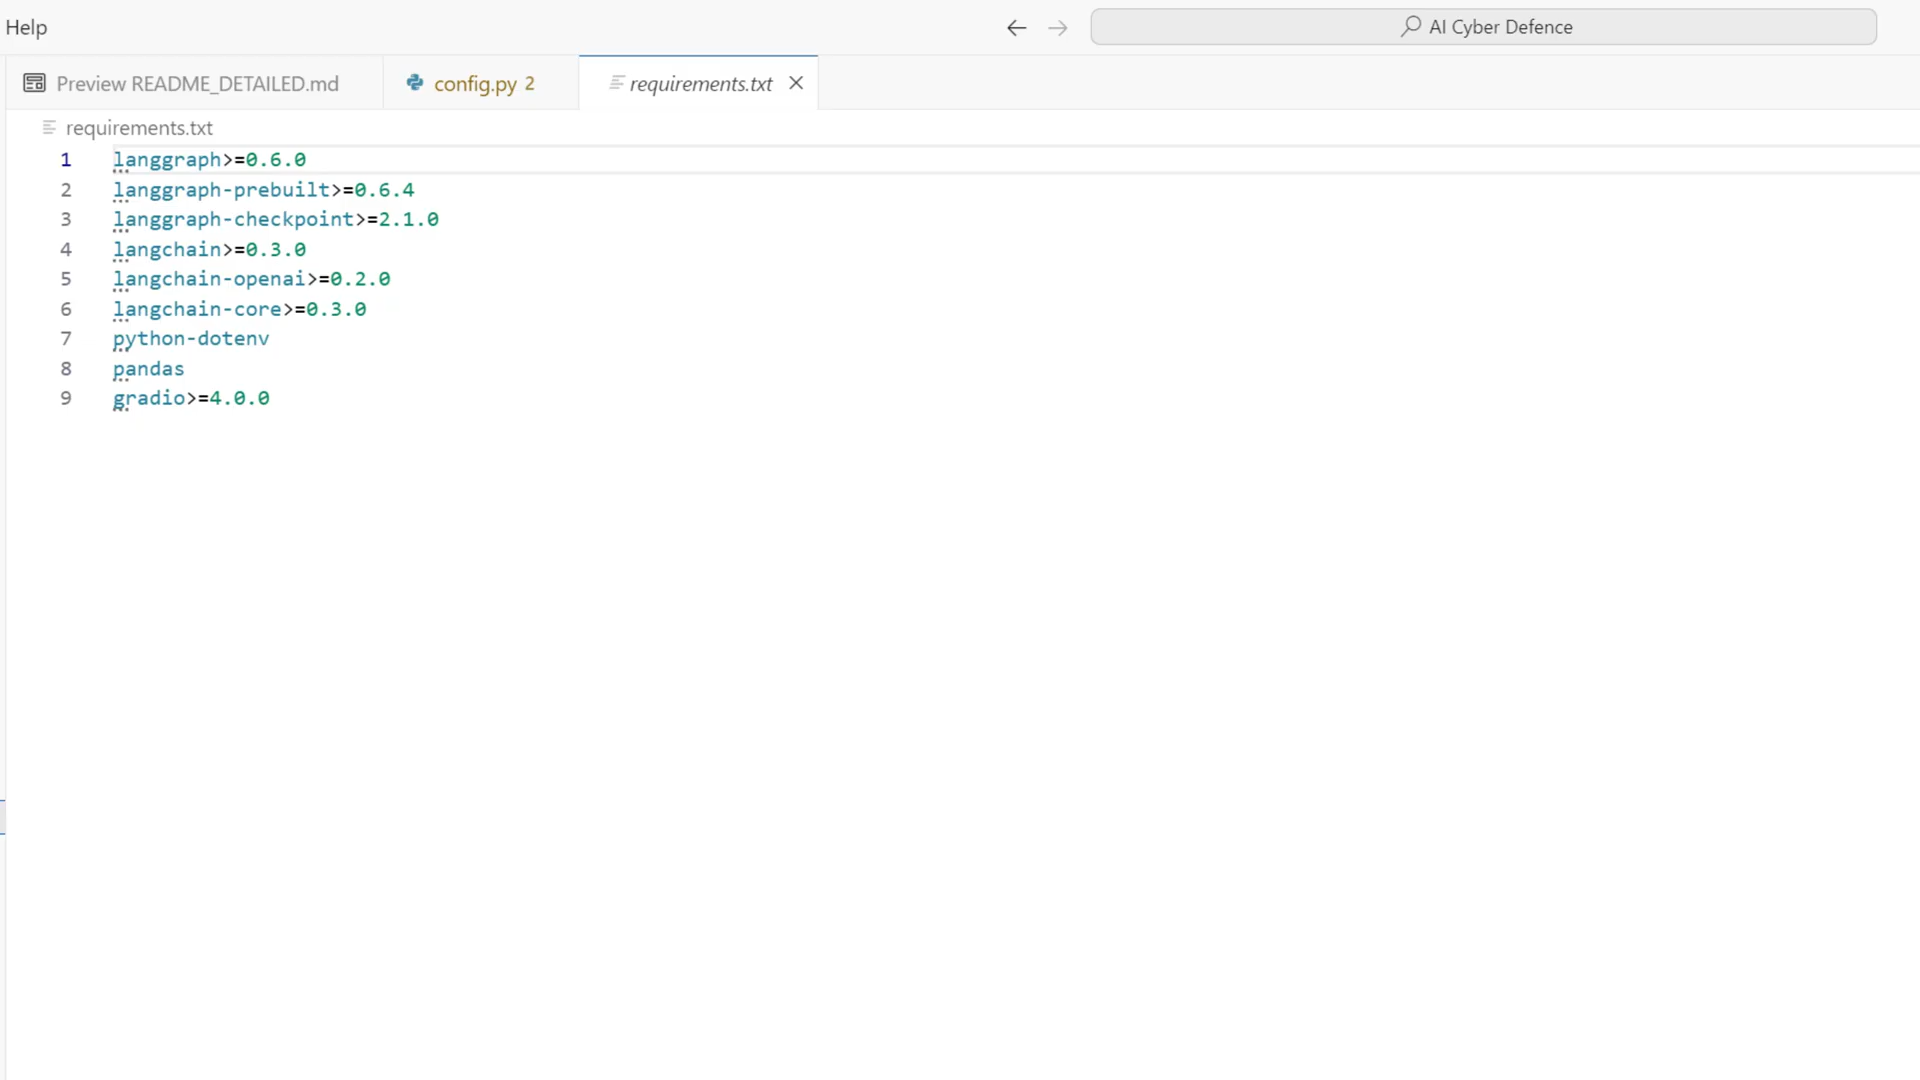 Help
AI Cyber Defence
Preview README_DETAILED.md
config.py 2
requirements.txt
requirements.txt
1 langgraph>=0.6.0
2 langgraph-prebuilt>=0.6.4
3 langgraph-checkpoint>=2.1.0
4 langchain>=0.3.0
5 langchain-openai>=0.2.0
6 langchain-core>=0.3.0
7 python-dotenv
8 pandas
9 gradio>=4.0.0